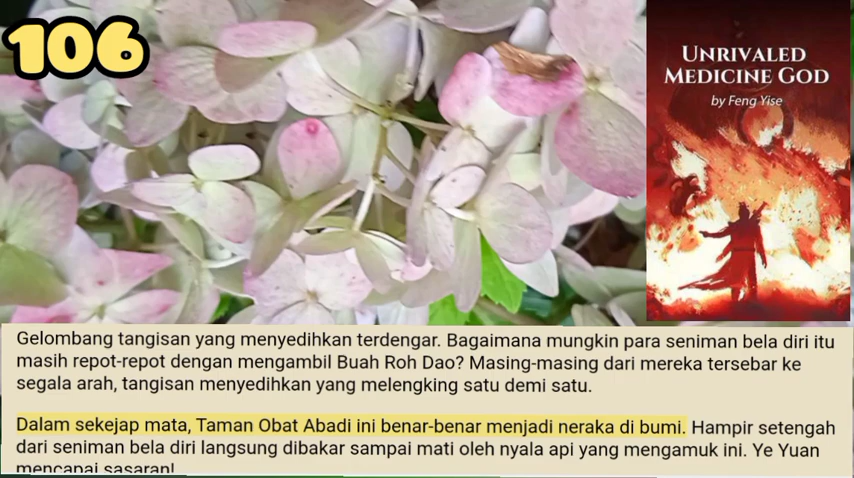 106
UNRIVALED
MEDICINE GOD
by Feng Yise
Gelombang tangisan yang menyedihkan terdengar. Bagaimana mungkin para seniman bela diri itu
masih repot-repot dengan mengambil Buah Roh Dao? Masing-masing dari mereka tersebar ke
segala arah, tangisan menyedihkan yang melengking satu demi satu.
Dalam sekejap mata, Taman Obat Abadi ini benar-benar menjadi neraka di bumi. Hampir setengah
dari seniman bela diri langsung dibakar sampai mati oleh nyala api yang mengamuk ini. Ye Yuan
mencapai sasaran!